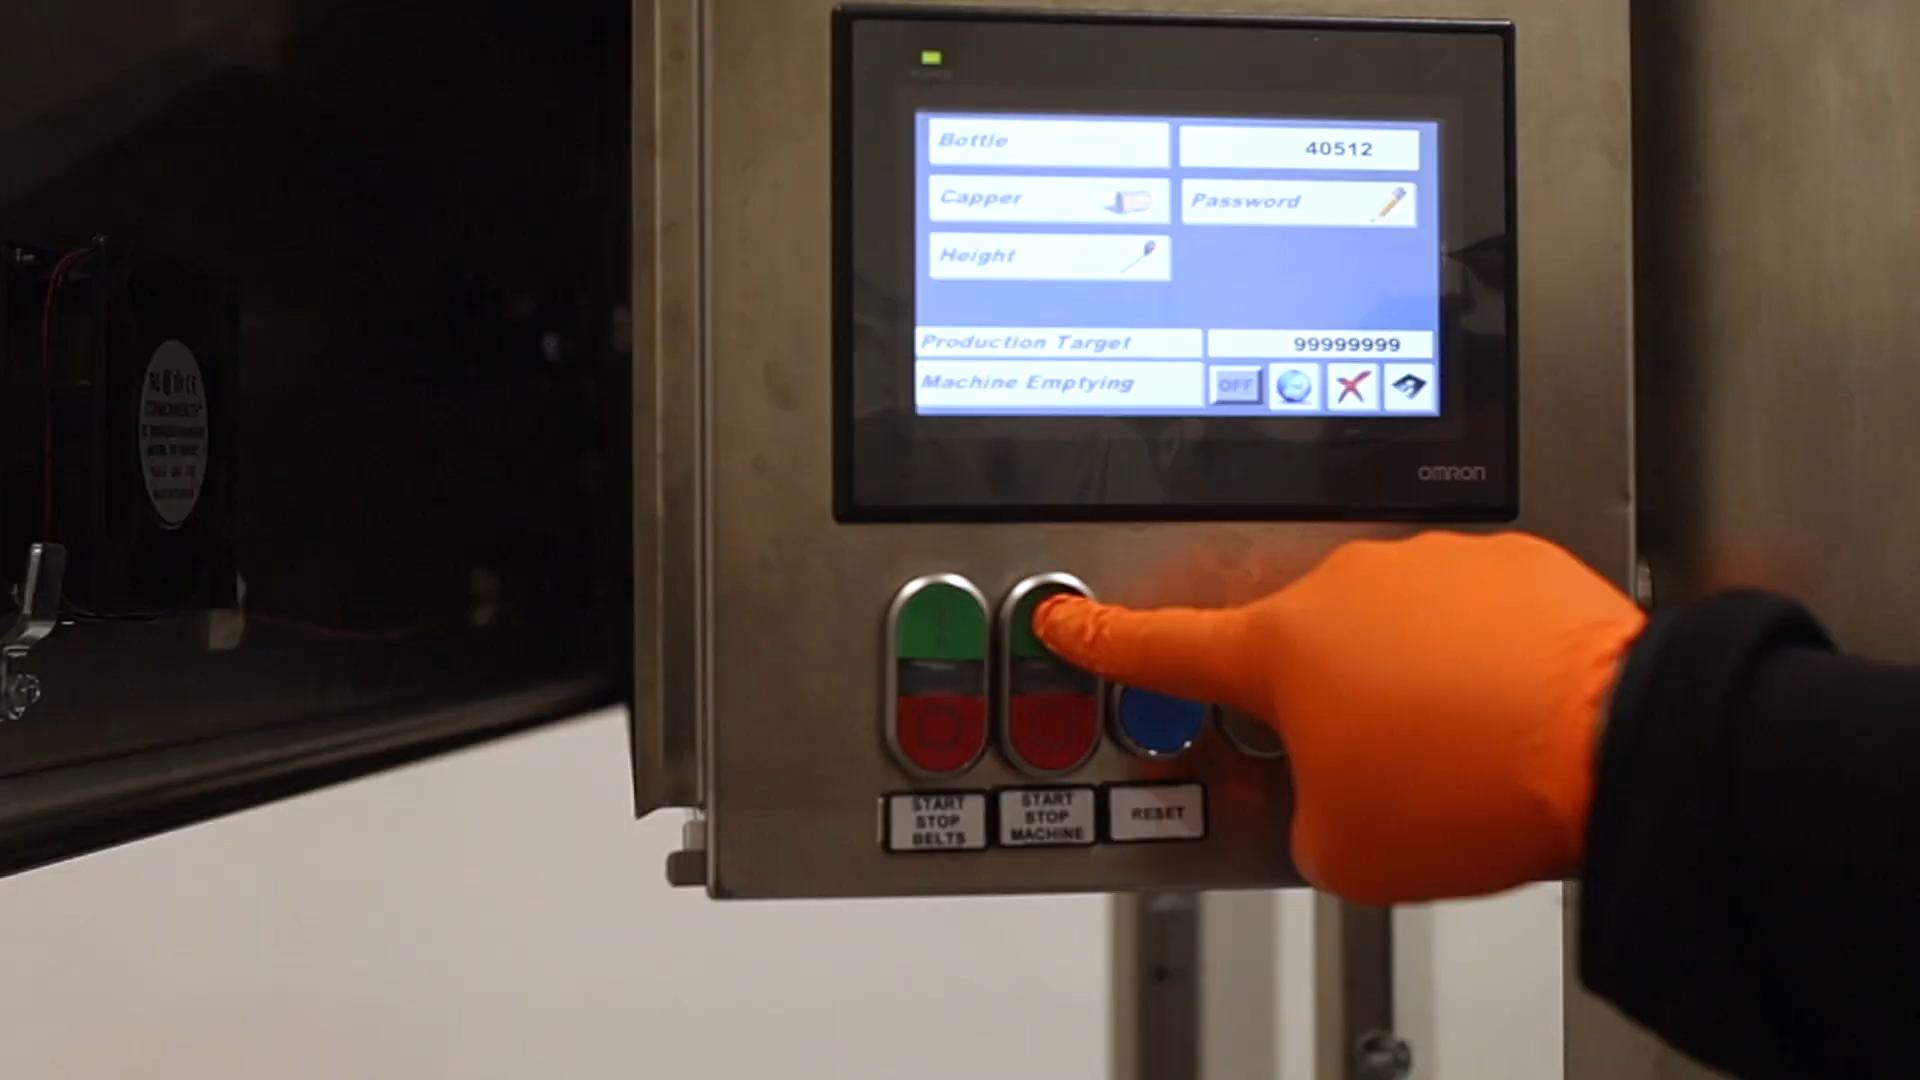 Bottle
40512
Capper
Password
Height
Production Target
99999999
Machine Emptying
OFF
OMRON
START
STOP
BELTS
START
STOP
MACHINE
RESET